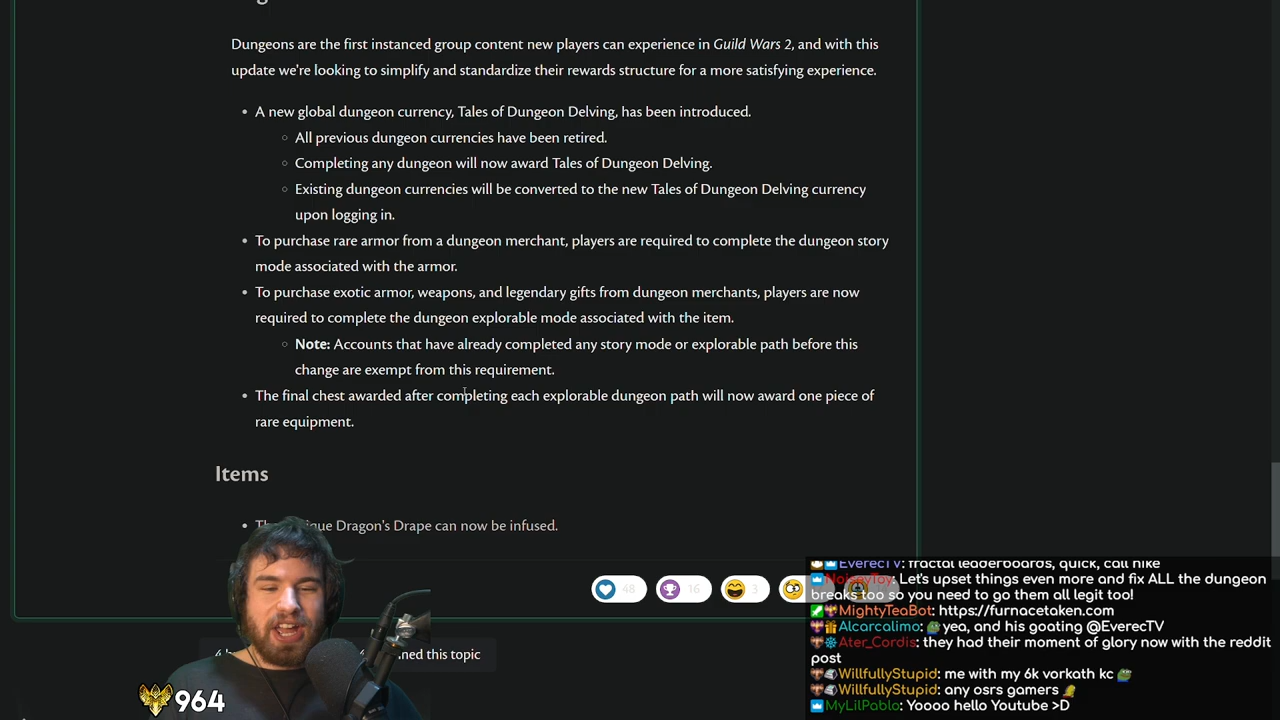 Dungeons are the first instanced group content new players can experience in Guild Wars 2, and with this
update we're looking to simplify and standardize their rewards structure for a more satisfying experience.
• A new global dungeon currency, Tales of Dungeon Delving, has been introduced.
○ All previous dungeon currencies have been retired.
○ Completing any dungeon will now award Tales of Dungeon Delving.
○ Existing dungeon currencies will be converted to the new Tales of Dungeon Delving currency
upon logging in.
• To purchase rare armor from a dungeon merchant, players are required to complete the dungeon story
mode associated with the armor.
• To purchase exotic armor, weapons, and legendary gifts from dungeon merchants, players are now
required to complete the dungeon explorable mode associated with the item.
○ Note: Accounts that have already completed any story mode or explorable path before this
change are exempt from this requirement.
• The final chest awarded after completing each explorable dungeon path will now award one piece of
rare equipment.
Items
• Dragon's Drape can now be infused.
48 16 3
this topic
964
EverecTV: fractal leaderboards, quick, call nike
NoiseyToy: Let's upset things even more and fix ALL the dungeon
breaks too so you need to go them all legit too!
MightyTeaBot: https://furnacetaken.com
Alcarcalimo: yea, and his goating @EverecTV
Ater_Cordis: they had their moment of glory now with the reddit
post
WillfullyStupid: me with my 6k vorkath kc
WillfullyStupid: any osrs gamers
MyLilPablo: Yoooo hello Youtube >D